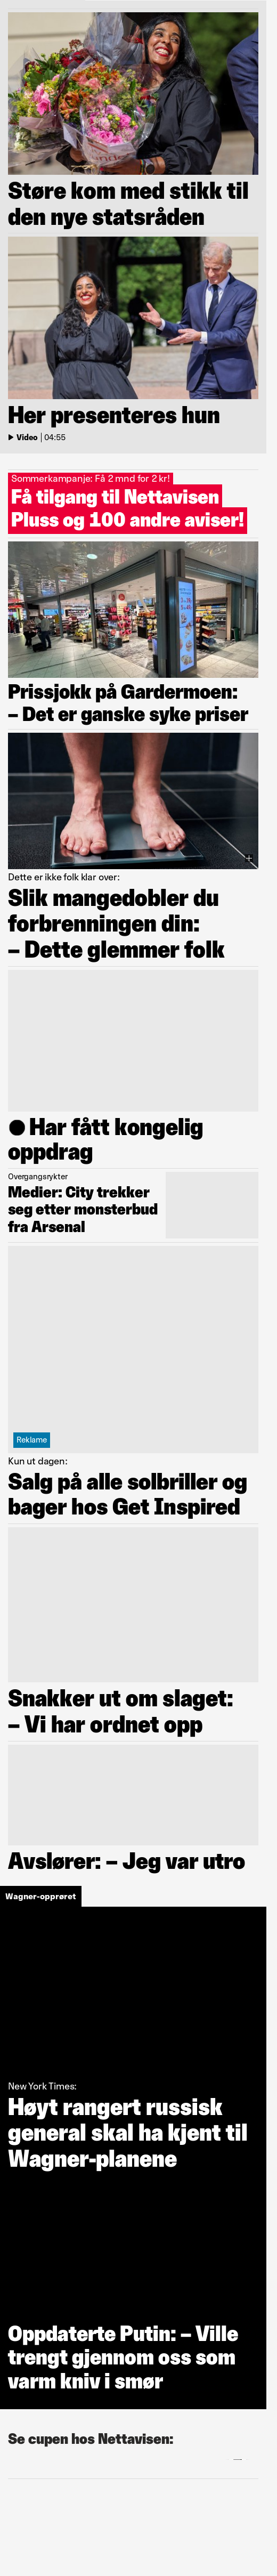 Støre kom med stikk til
den nye statsråden
Her presenteres hun
Video | 04:55
Sommerkampanje: Få 2 mnd for 2 kr!
Få tilgang til Nettavisen
Pluss og 100 andre aviser!
Prissjokk på Gardermoen:
– Det er ganske syke priser
Dette er ikke folk klar over:
Slik mangedobler du
forbrenningen din:
– Dette glemmer folk
Har fått kongelig
oppdrag
Overgangsrykter
Medier: City trekker
seg etter monsterbud
fra Arsenal
Reklame
Kun ut dagen:
Salg på alle solbriller og
bager hos Get Inspired
Snakker ut om slaget:
– Vi har ordnet opp
Avslører: – Jeg var utro
Wagner-opprøret
New York Times:
Høyt rangert russisk
general skal ha kjent til
Wagner-planene
Oppdaterte Putin: – Ville
trengt gjennom oss som
varm kniv i smør
Se cupen hos Nettavisen: